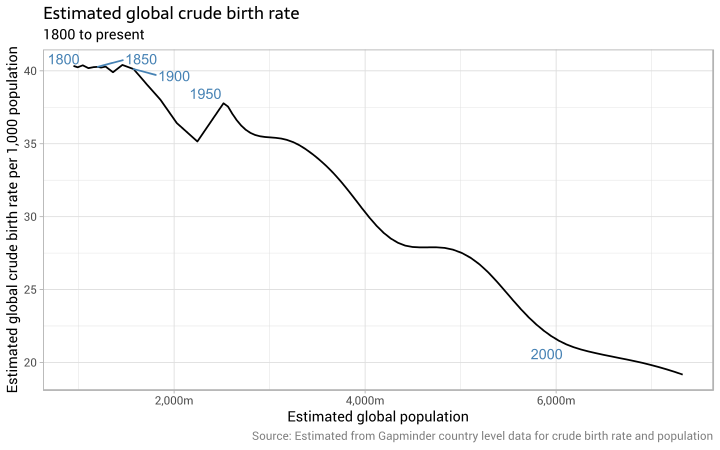 Estimated global crude birth rate
1800 to present
Estimated global crude birth rate per 1,000 population
40
35
30
25
20
1800
1850
1900
1950
2000
2,000m
4,000m
6,000m
Estimated global population
Source: Estimated from Gapminder country level data for crude birth rate and population